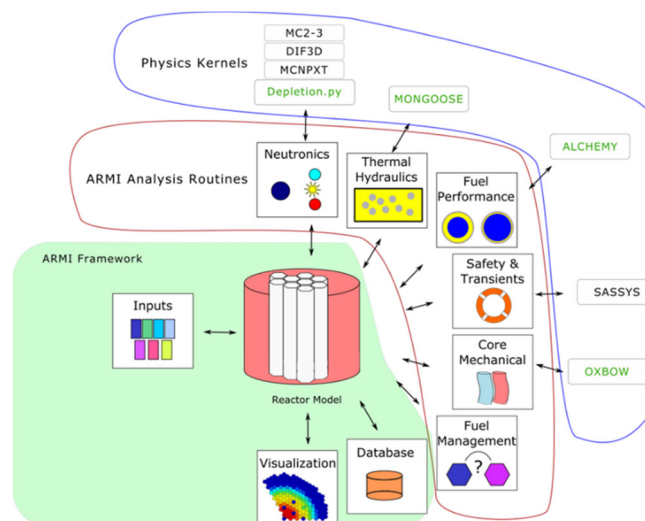 MC2-3
DIF3D
MCNPXT
Depletion.py
Physics Kernels
MONGOOSE
ALCHEMY
Neutronics
Thermal
Hydraulics
ARMI Analysis Routines
Fuel
Performance
ARMI Framework
Safety &
Transients
SASSYS
Inputs
Core
Mechanical
OXBOW
Reactor Model
Fuel
Management
?
Visualization
Database